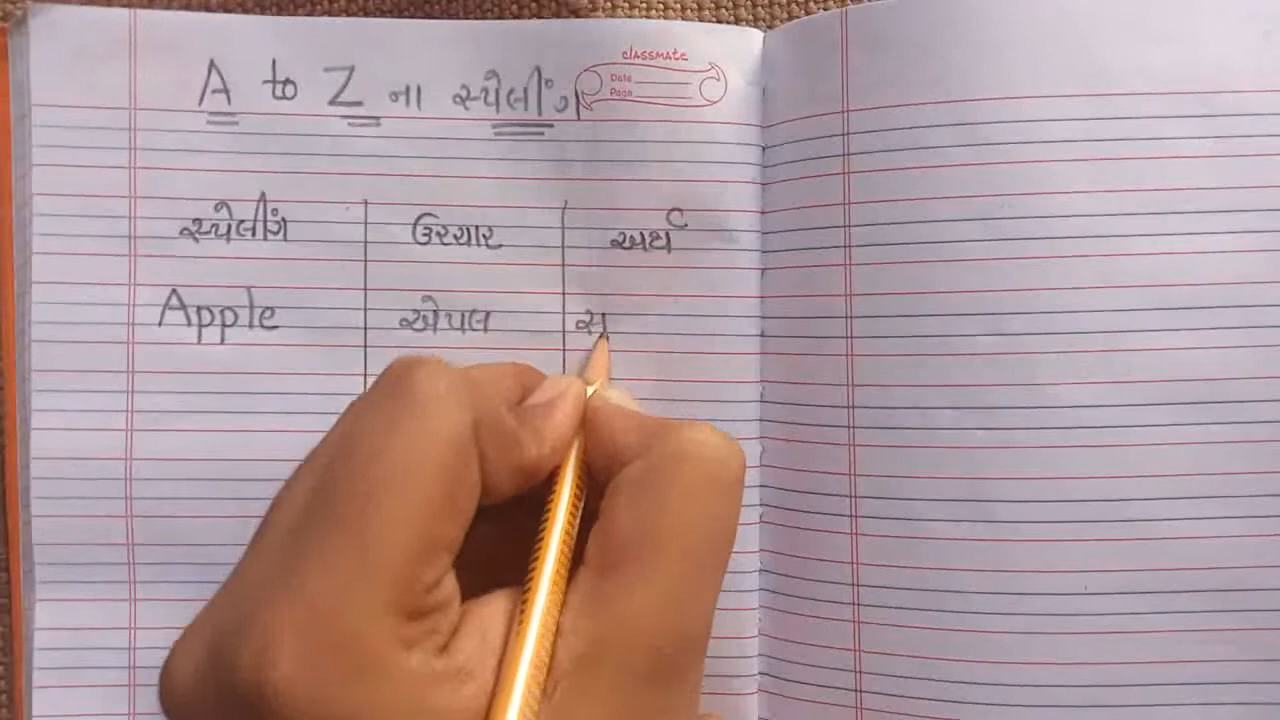 A to Z ના સ્પેલીંગ
classmate
Date
Page
સ્પેલીંગ ઉચ્ચાર અર્થ
Apple એપલ સ